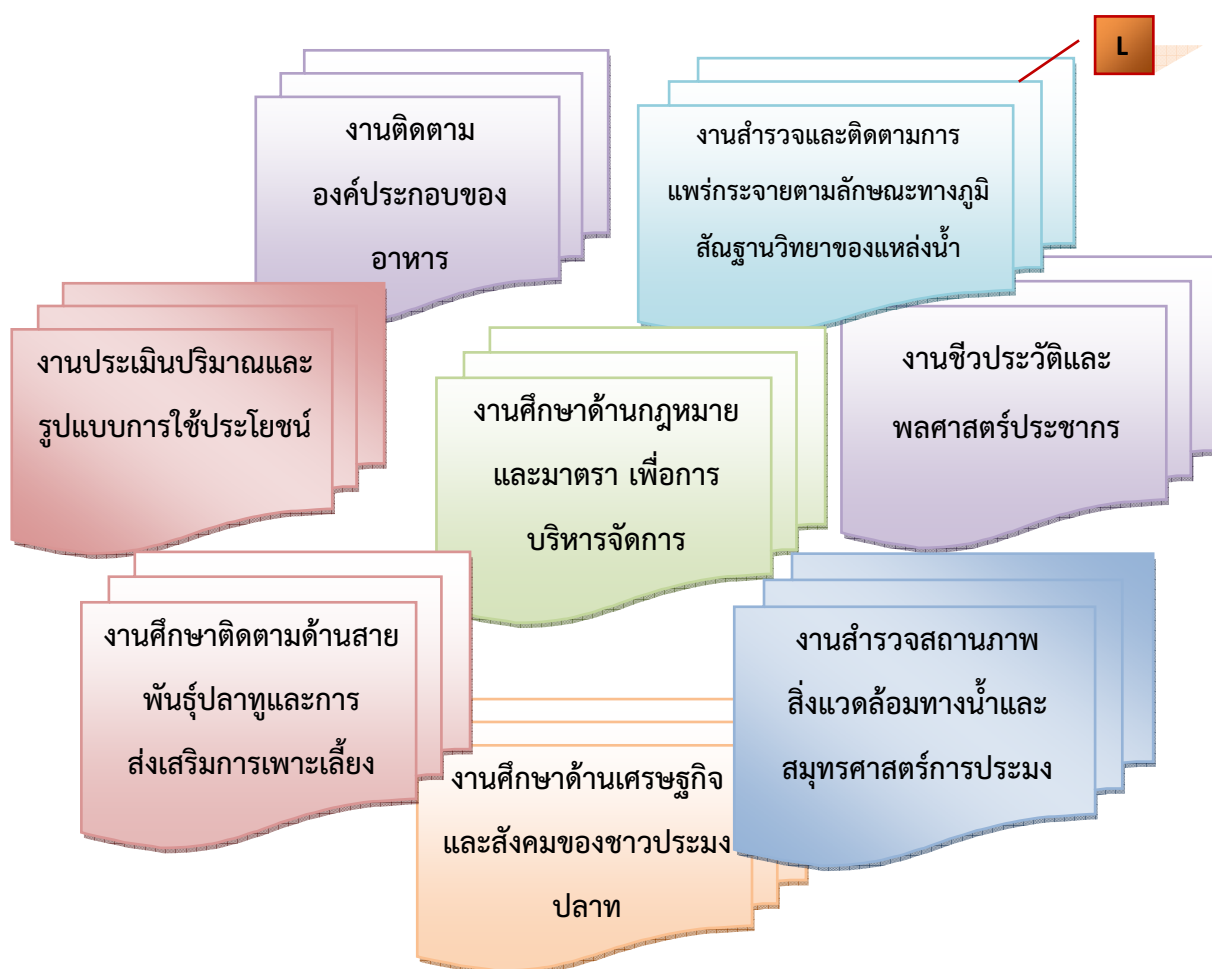 L
งานติดตาม
องค์ประกอบของ
อาหาร
งานสำรวจและติดตามการ
แพร่กระจายตามลักษณะทางภูมิ
สัณฐานวิทยาของแหล่งน้ำ
งานประเมินปริมาณและ
รูปแบบการใช้ประโยชน์
งานศึกษาด้านกฎหมาย
และมาตรา เพื่อการ
บริหารจัดการ
งานชีวประวัติและ
พลศาสตร์ประชากร
งานศึกษาติดตามด้านสาย
พันธุ์ปลาทูและการ
ส่งเสริมการเพาะเลี้ยง
งานศึกษาด้านเศรษฐกิจ
และสังคมของชาวประมง
ปลาท
งานสำรวจสถานภาพ
สิ่งแวดล้อมทางน้ำและ
สมุทรศาสตร์การประมง